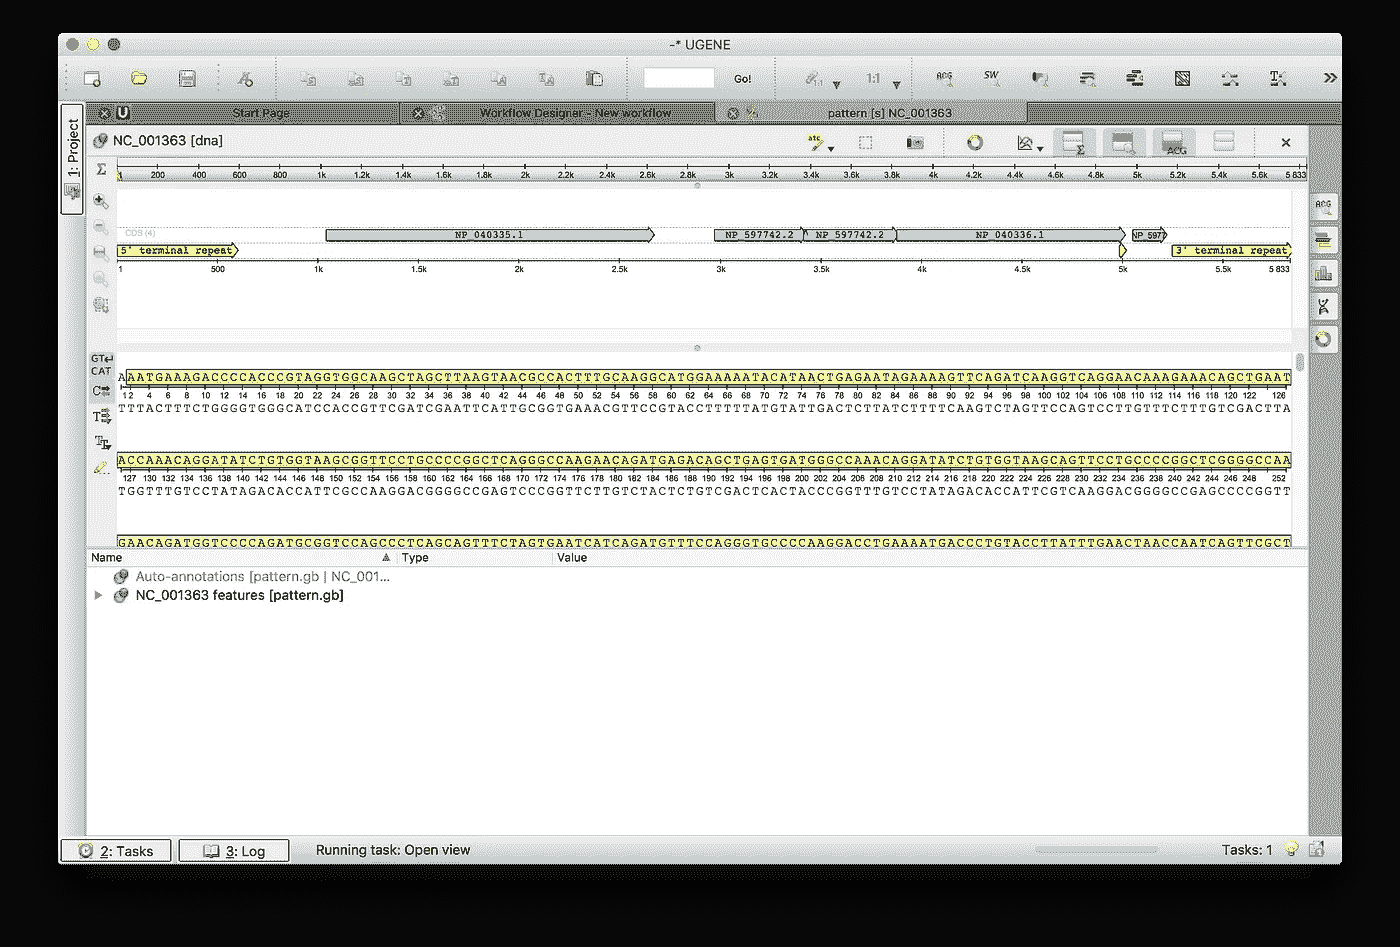 -* UGENE
Go! 1:1 ACG SW
1: Project
Start Page
Workflow Designer - New workflow
pattern [s] NC_001363
NC_001363 [dna]
1 200 400 600 800 1k 1.2k 1.4k 1.6k 1.8k 2k 2.2k 2.4k 2.6k 3k 3.2k 3.4k 3.6k 3.8k 4k 4.2k 4.4k 4.6k 4.8k 5k 5.2k 5.4k 5.6k 5 833
CDS (4)
NP_040335.1 NP_597742.2 NP_597742.2 NP_040336.1 NP_5977
5' terminal repeat 3' terminal repeat
1 500 1k 1.5k 2k 2.5k 3k 3.5k 4k 4.5k 5k 5.5k 5 833
GT
CAT
AAATGAAAGACCCCACCCGTAGGTGGCAAGCTAGCTTAAGTAACGCCACTTTGCAAGGCATGGAAAAATACATAACTGAGAATAGAAAAGTTCAGATCAAGGTCAGGAACAAAGAAACAGCTGAAT
1 2 4 6 8 10 12 14 16 18 20 22 24 26 28 30 32 34 36 38 40 42 44 46 48 50 52 54 56 58 60 62 64 66 68 70 72 74 76 78 80 82 84 86 88 90 92 94 96 98 100 102 104 106 108 110 112 114 116 118 120 122 126
TTTACTTTCTGGGGTGGGCATCCACCGTTCGATCGAATTCATTGCGGTGAAACGTTCCGTACCTTTTTATGTATTGACTCTTATCTTTTCAAGTCTAGTTCCAGTCCTTGTTTCTTTGTCGACTTA
ACCAAACAGGATATCTGTGGTAAGCGGTTCCTGCCCCGGCTCAGGGCCAAGAACAGATGAGACAGCTGAGTGATGGGCCAAACAGGATATCTGTGGTAAGCAGTTCCTGCCCCGGCTCGGGGCCAA
127 130 132 134 136 138 140 142 144 146 148 150 152 154 156 158 160 162 164 166 168 170 172 174 176 178 180 182 184 186 188 190 192 194 196 198 200 202 204 206 208 210 212 214 216 218 220 222 224 226 228 230 232 234 236 238 240 242 244 246 248 252
TGGTTTGTCCTATAGACACCATTCGCCAAGGACGGGGCCGAGTCCCGGTTCTTGTCTACTCTGTCGACTCACTACCCGGTTTGTCCTATAGACACCATTCGTCAAGGACGGGGCCGAGCCCCGGTT
GAACAGATGGTCCCCAGATGCGGTCCAGCCCTCAGCAGTTTCTAGTGAATCATCAGATGTTTCCAGGGTGCCCCAAGGACCTGAAAATGACCCTGTACCTTATTTGAACTAACCAATCAGTTCGCT
Name Type Value
Auto-annotations [pattern.gb | NC_001...
NC_001363 features [pattern.gb]
2: Tasks 3: Log Running task: Open view Tasks: 1